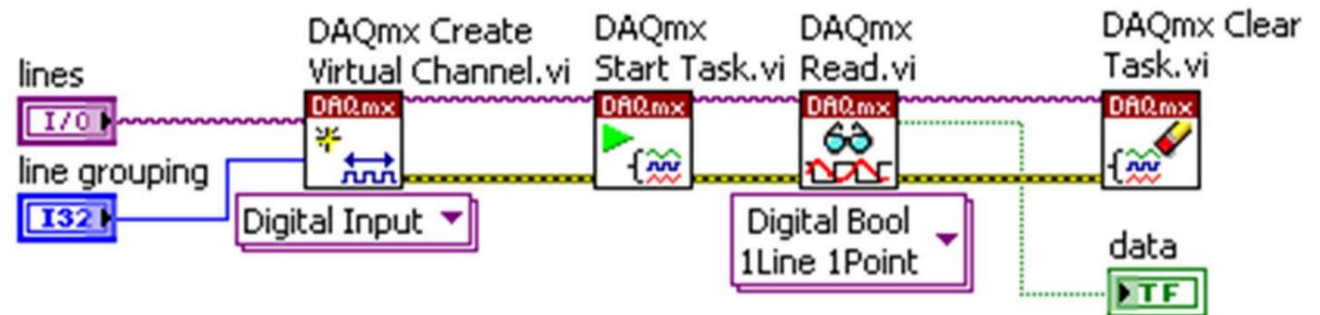 lines
I/O
line grouping
I32
DAQmx Create
Virtual Channel.vi
DAQmx
Digital Input
DAQmx
Start Task.vi
DAQmx
DAQmx
Read.vi
DAQmx
Digital Bool
1Line 1Point
DAQmx Clear
Task.vi
DAQmx
data
TF